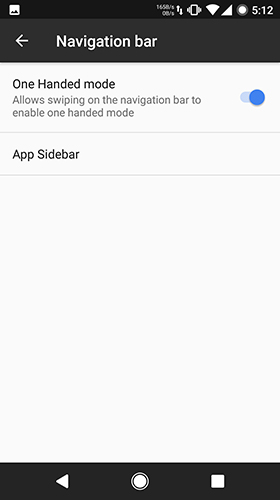 165B/s
0B/s
5:12
Navigation bar
One Handed mode
Allows swiping on the navigation bar to
enable one handed mode
App Sidebar